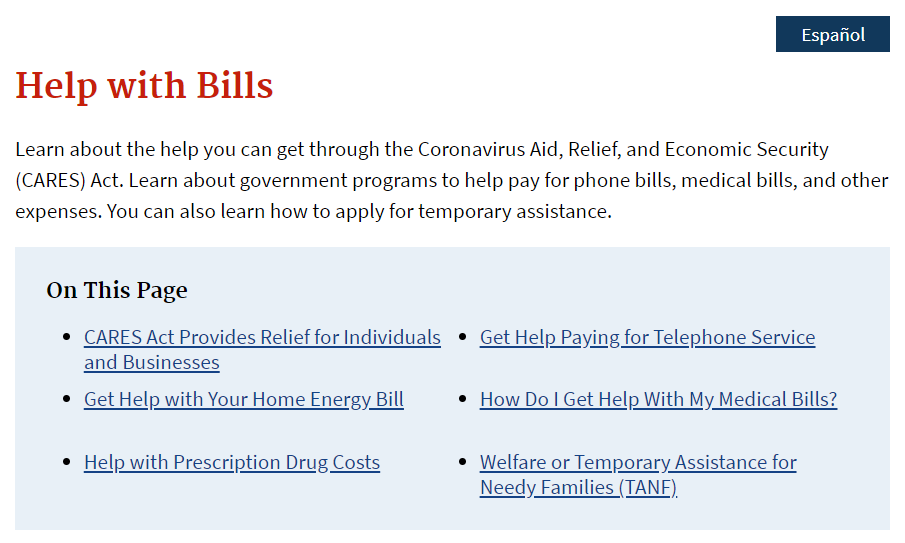 Español
Help with Bills
Learn about the help you can get through the Coronavirus Aid, Relief, and Economic Security
(CARES) Act. Learn about government programs to help pay for phone bills, medical bills, and other
expenses. You can also learn how to apply for temporary assistance.
On This Page
CARES Act Provides Relief for Individuals
and Businesses
Get Help Paying for Telephone Service
Get Help with Your Home Energy Bill
How Do I Get Help With My Medical Bills?
Help with Prescription Drug Costs
Welfare or Temporary Assistance for
Needy Families (TANF)